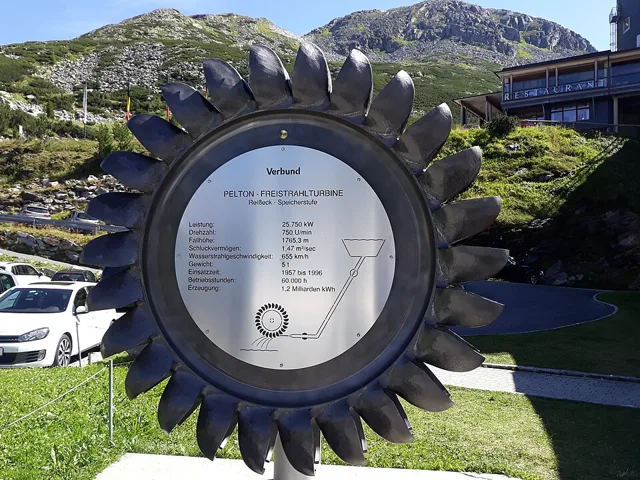 RESTAURANT
Verbund
PELTON - FREISTRAHLTURBINE
Reißeck - Speicherstufe
Leistung: 25.750 kW
Drehzahl: 750 U/min
Fallhöhe: 1765,3 m
Schluckvermögen: 1,47 m³/sec
Wasserstrahlgeschwindigkeit: 655 km/h
Gewicht: 5 t
Einsatzzeit: 1957 bis 1996
Betriebsstunden: 60.000 h
Erzeugung: 1,2 Milliarden kWh